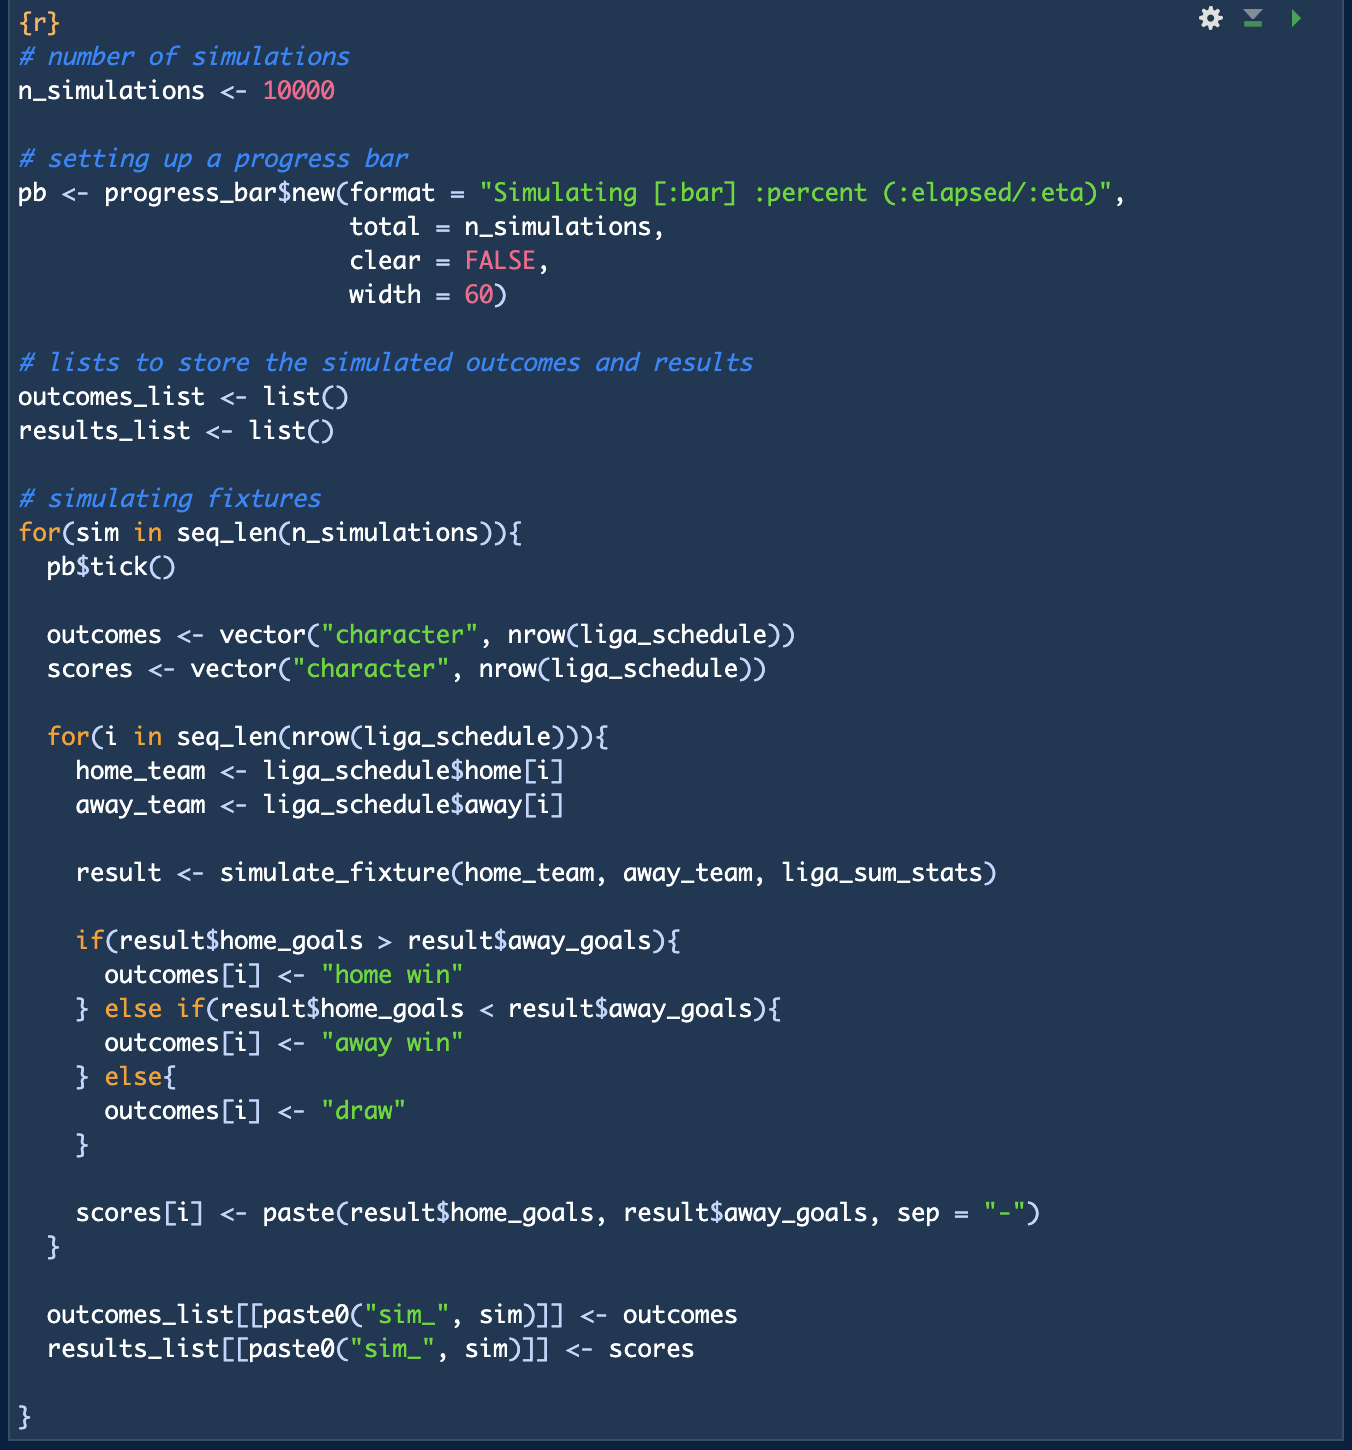 {r}
# number of simulations
n_simulations <- 10000

# setting up a progress bar
pb <- progress_bar$new(format = "Simulating [:bar] :percent (:elapsed/:eta)",
                       total = n_simulations,
                       clear = FALSE,
                       width = 60)

# lists to store the simulated outcomes and results
outcomes_list <- list()
results_list <- list()

# simulating fixtures
for(sim in seq_len(n_simulations)){
  pb$tick()

  outcomes <- vector("character", nrow(liga_schedule))
  scores <- vector("character", nrow(liga_schedule))

  for(i in seq_len(nrow(liga_schedule))){
    home_team <- liga_schedule$home[i]
    away_team <- liga_schedule$away[i]

    result <- simulate_fixture(home_team, away_team, liga_sum_stats)

    if(result$home_goals > result$away_goals){
      outcomes[i] <- "home win"
    } else if(result$home_goals < result$away_goals){
      outcomes[i] <- "away win"
    } else{
      outcomes[i] <- "draw"
    }

    scores[i] <- paste(result$home_goals, result$away_goals, sep = "-")
  }

  outcomes_list[[paste0("sim_", sim)]] <- outcomes
  results_list[[paste0("sim_", sim)]] <- scores

}